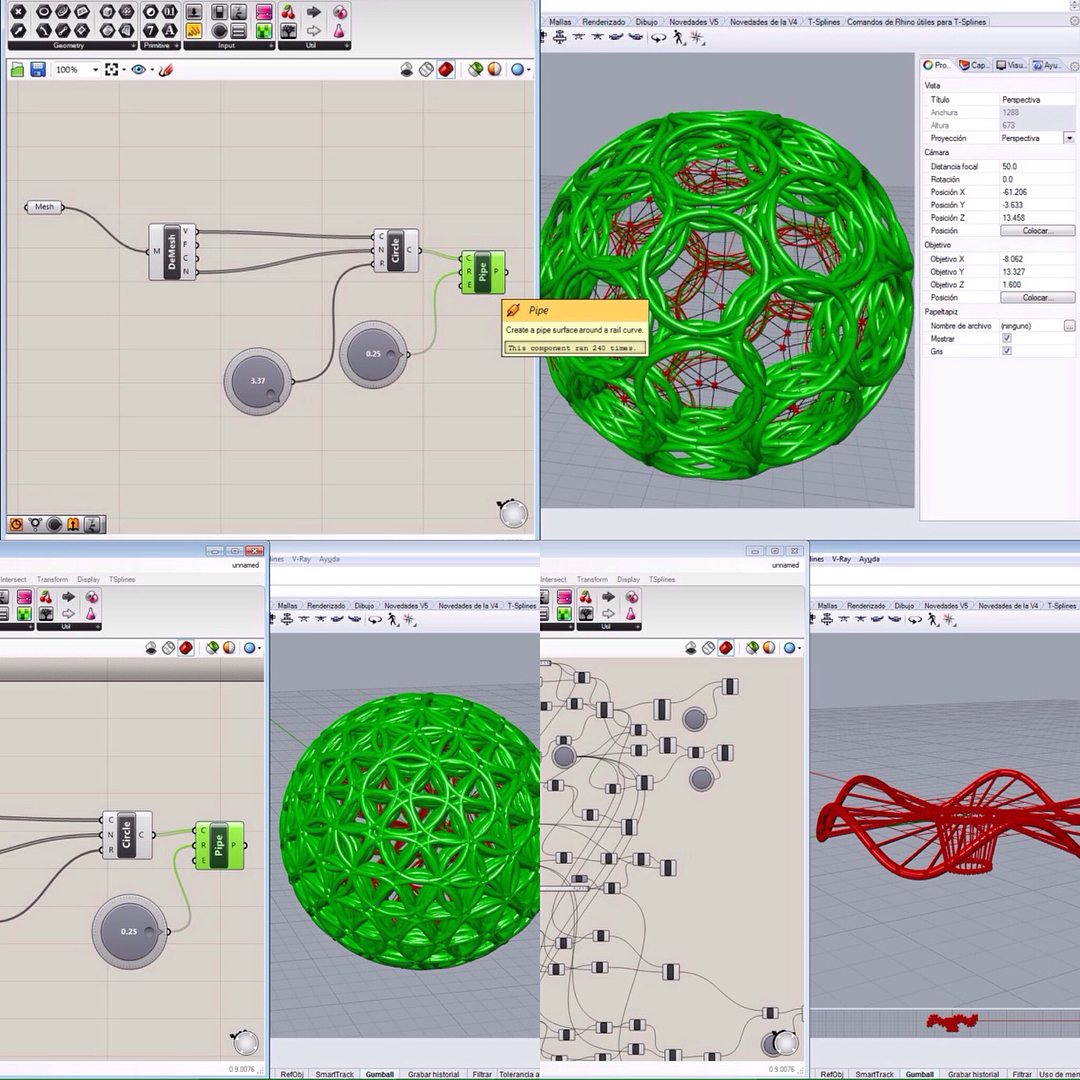 Geometry Primitive Input Util
100%
Mesh
M
DeMesh
V
F
C
N
C
N
R
Circle
C
C
R
E
Pipe
P
3.37
0.25
Pipe
Create a pipe surface around a rail curve.
This component ran 240 times.
Mallas Renderizado Dibujo Novedades V5 Novedades de la V4 T-Splines Comandos de Rhino útiles para T-Splines
Pro.. Cap.. Visu.. Ayu..
Vista
Título Perspectiva
Anchura 1288
Altura 673
Proyección Perspectiva
Cámara
Distancia focal 50.0
Rotación 0.0
Posición X -61.206
Posición Y -3.633
Posición Z 13.458
Posición Colocar...
Objetivo
Objetivo X -8.062
Objetivo Y 13.327
Objetivo Z 1.600
Posición Colocar...
Papeltapiz
Nombre de archivo (ninguno) ...
Mostrar
Gris
unnamed
Intersect Transform Display TSplines
Util
C
N
R
Circle
C
C
R
E
Pipe
P
0.25
0.9.0076
ines V-Ray Ayuda
Mallas Renderizado Dibujo Novedades V5 Novedades de la V4 T-Splines
RefObj SmartTrack Gumball Grabar historial Filtrar Tolerancia a
unnamed
Intersect Transform Display TSplines
Util
0.9.0076
lines V-Ray Ayuda
Mallas Renderizado Dibujo Novedades V5 Novedades de la V4 T-Splines
RefObj SmartTrack Gumball Grabar historial Filtrar Uso de mem